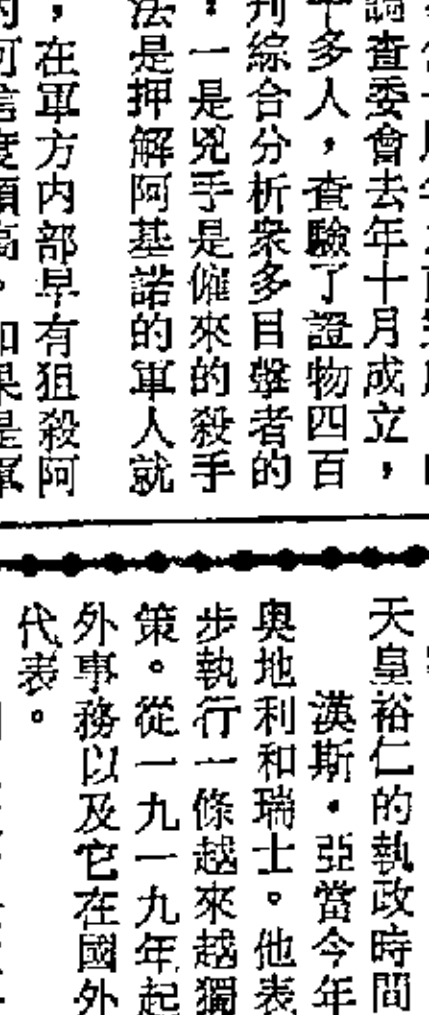 調查委會去年十月成立，
多人，查驗了證物四百
刊綜合分析衆多目擊者的
。一是兇手是僱來的殺手
法是押解阿基諾的軍人就
，在軍方内部早有狙殺阿
可信度頗高。如果是軍
天皇裕仁的執政時間
漢斯・亞當今年
奧地利和瑞士。他表
步執行一條越來越獨
策。從一九一九年起
外事務以及它在國外
代表。